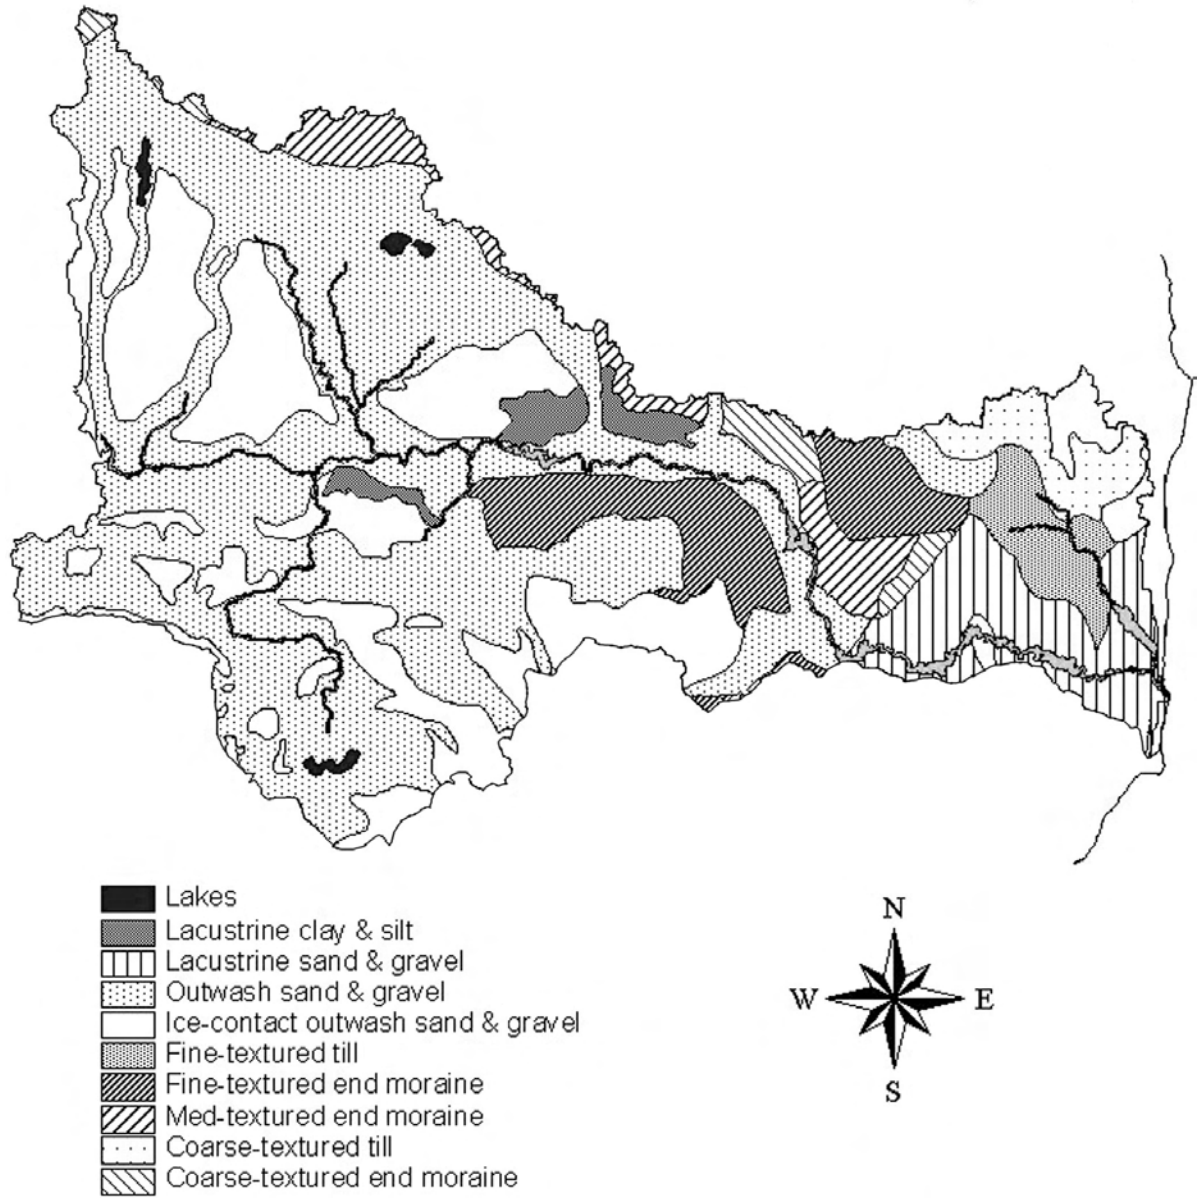 Lakes
Lacustrine clay & silt
Lacustrine sand & gravel
Outwash sand & gravel
Ice-contact outwash sand & gravel
Fine-textured till
Fine-textured end moraine
Med-textured end moraine
Coarse-textured till
Coarse-textured end moraine
N
W E
S